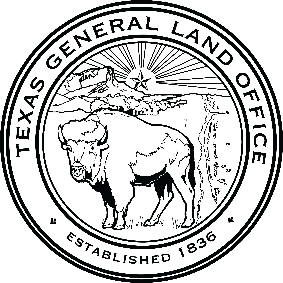 TEXAS GENERAL LAND OFFICE
ESTABLISHED 1836